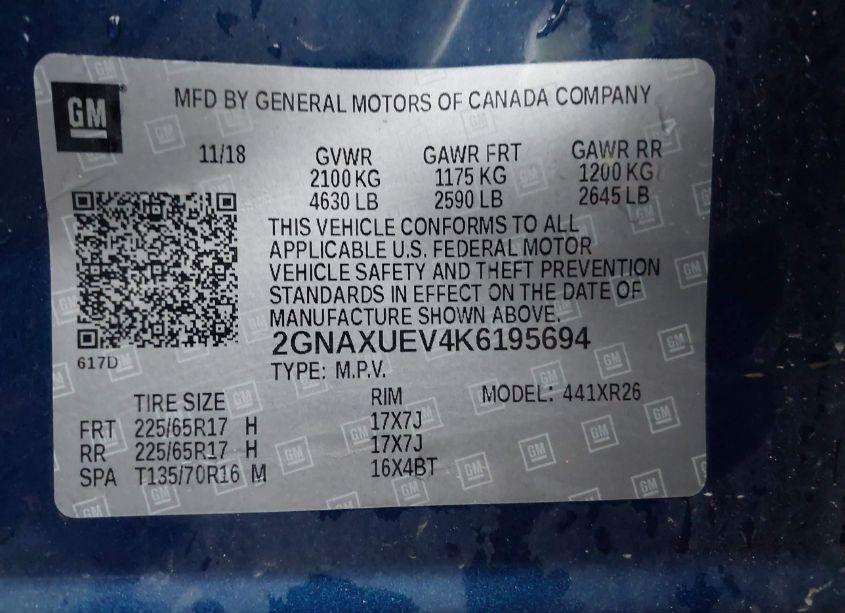 GM
MFD BY GENERAL MOTORS OF CANADA COMPANY
11/18 GVWR GAWR FRT GAWR RR
2100 KG 1175 KG 1200 KG
4630 LB 2590 LB 2645 LB
THIS VEHICLE CONFORMS TO ALL
APPLICABLE U.S. FEDERAL MOTOR
VEHICLE SAFETY AND THEFT PREVENTION
STANDARDS IN EFFECT ON THE DATE OF
MANUFACTURE SHOWN ABOVE.
2GNAXUEV4K6195694
617D
TYPE: M.P.V.
TIRE SIZE RIM MODEL: 441XR26
FRT 225/65R17 H 17X7J
RR 225/65R17 H 17X7J
SPA T135/70R16 M 16X4BT